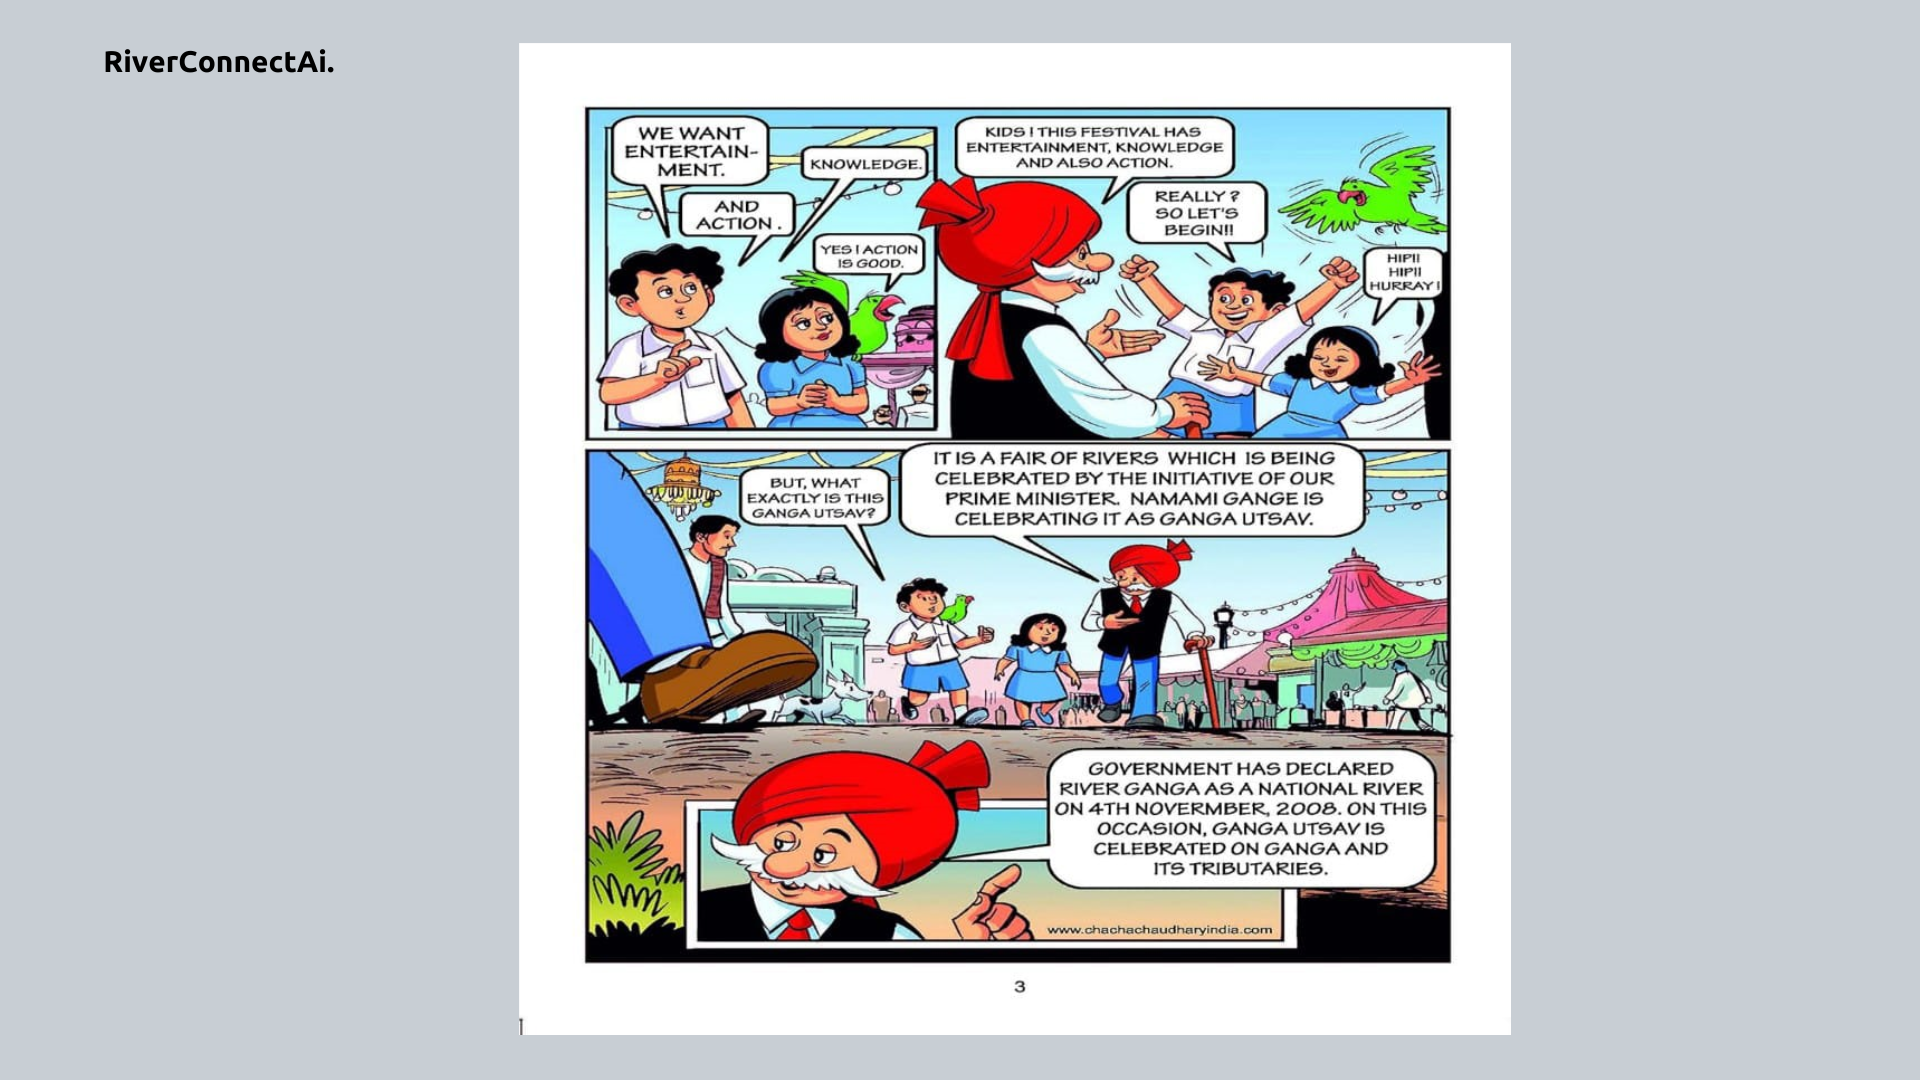 RiverConnectAi.
WE WANT
ENTERTAIN-
MENT.
KNOWLEDGE.
AND
ACTION .
YES ! ACTION
IS GOOD.
KIDS ! THIS FESTIVAL HAS
ENTERTAINMENT, KNOWLEDGE
AND ALSO ACTION.
REALLY ?
SO LET'S
BEGIN!!
HIP!!
HIP!!
HURRAY !
BUT, WHAT
EXACTLY IS THIS
GANGA UTSAV?
IT IS A FAIR OF RIVERS WHICH IS BEING
CELEBRATED BY THE INITIATIVE OF OUR
PRIME MINISTER. NAMAMI GANGE IS
CELEBRATING IT AS GANGA UTSAV.
GOVERNMENT HAS DECLARED
RIVER GANGA AS A NATIONAL RIVER
ON 4TH NOVERMBER, 2008. ON THIS
OCCASION, GANGA UTSAV IS
CELEBRATED ON GANGA AND
ITS TRIBUTARIES.
www.chachachaudharyindia.com
3